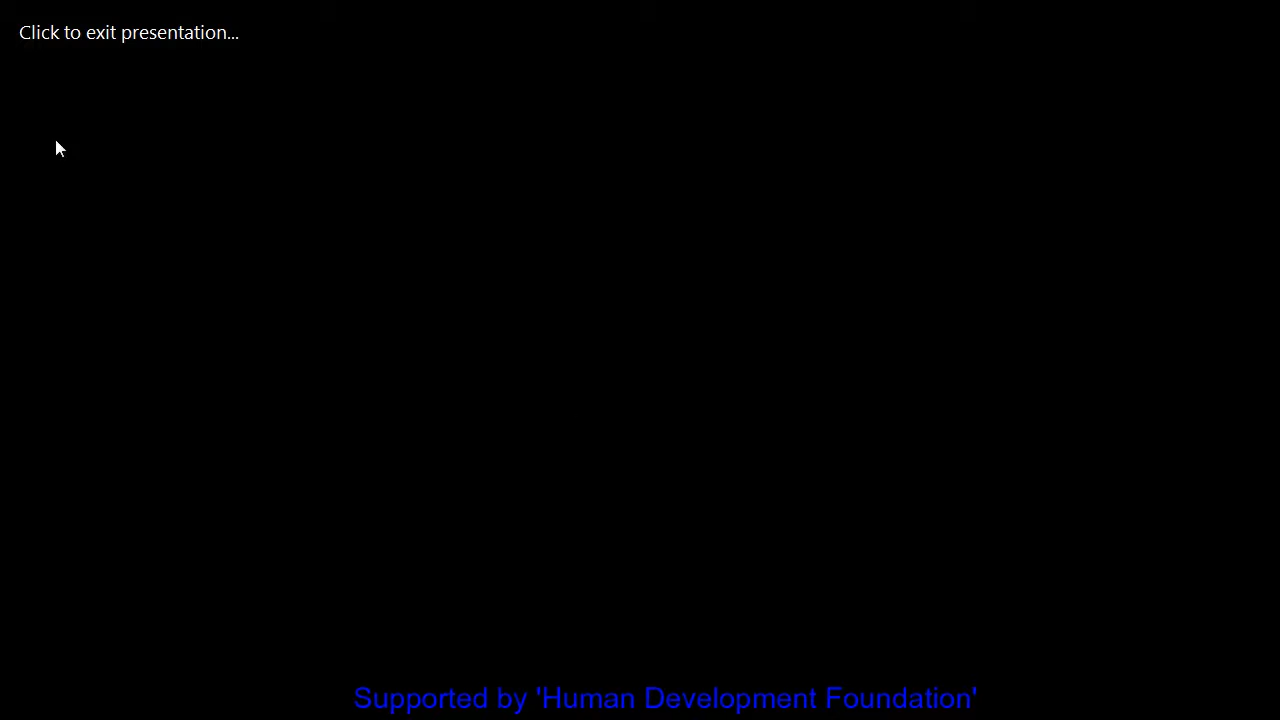 Click to exit presentation...
Supported by 'Human Development Foundation'